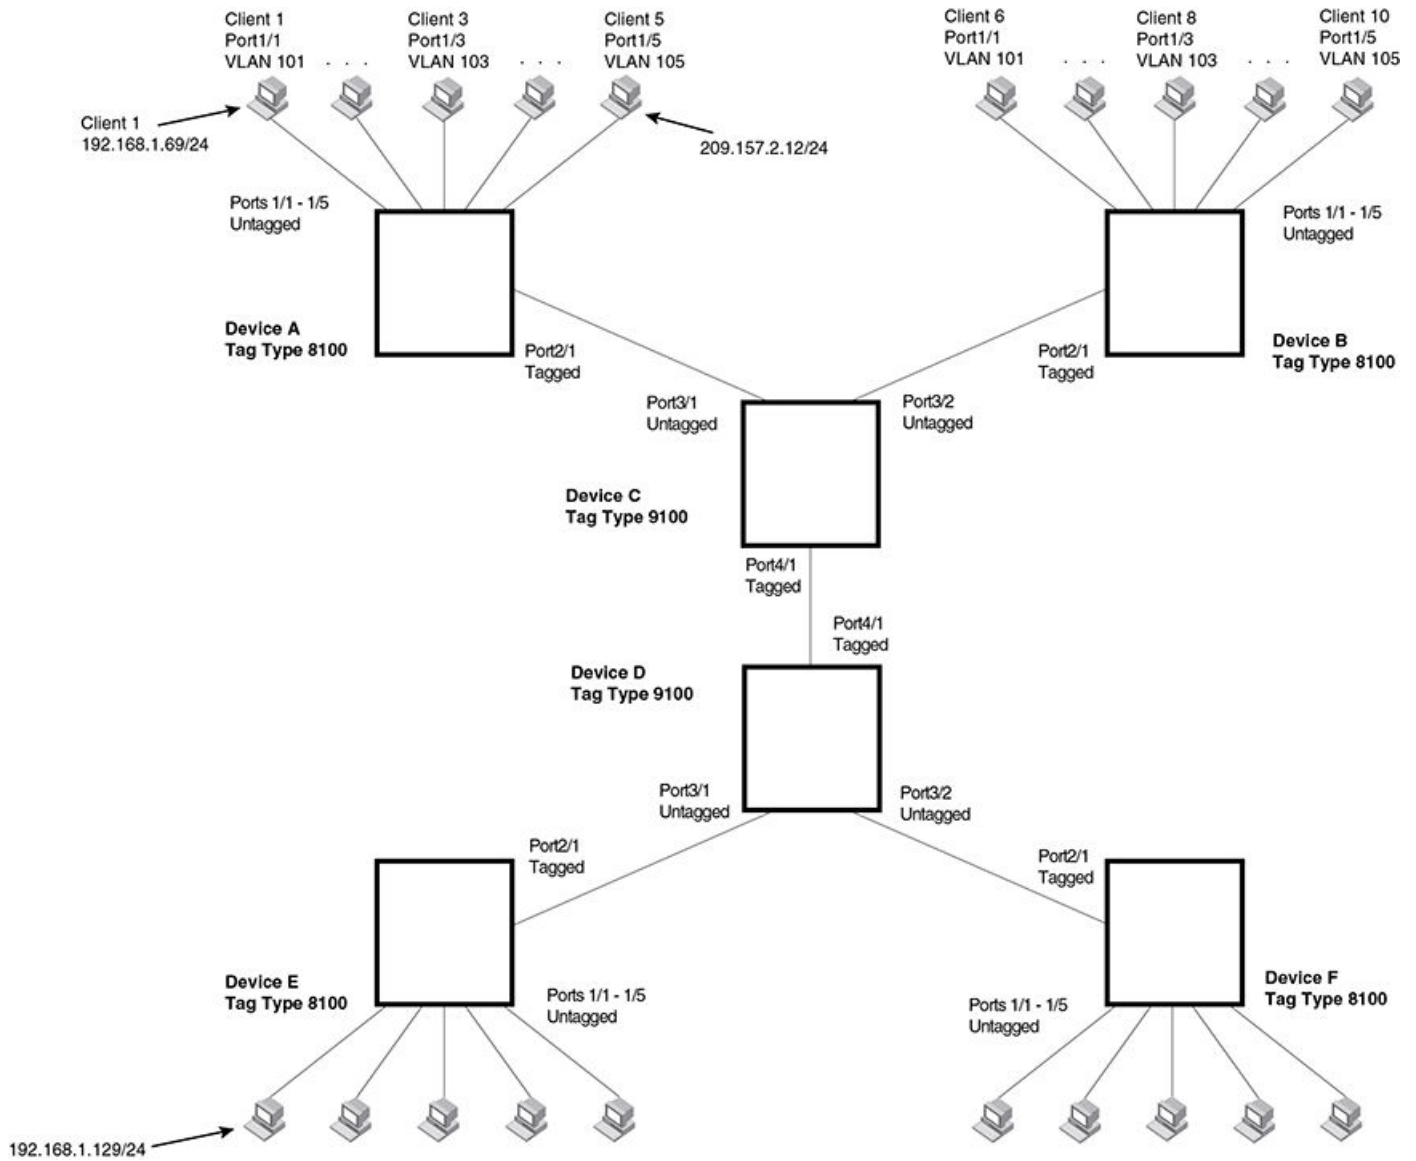 Client 1
Port1/1
VLAN 101
. . .
Client 3
Port1/3
VLAN 103
. . .
Client 5
Port1/5
VLAN 105
Client 6
Port1/1
VLAN 101
. . .
Client 8
Port1/3
VLAN 103
. . .
Client 10
Port1/5
VLAN 105
Client 1
192.168.1.69/24
209.157.2.12/24
Ports 1/1 - 1/5
Untagged
Ports 1/1 - 1/5
Untagged
Device A
Tag Type 8100
Port2/1
Tagged
Port2/1
Tagged
Device B
Tag Type 8100
Port3/1
Untagged
Port3/2
Untagged
Device C
Tag Type 9100
Port4/1
Tagged
Port4/1
Tagged
Device D
Tag Type 9100
Port3/1
Untagged
Port3/2
Untagged
Port2/1
Tagged
Port2/1
Tagged
Device E
Tag Type 8100
Ports 1/1 - 1/5
Untagged
Ports 1/1 - 1/5
Untagged
Device F
Tag Type 8100
192.168.1.129/24